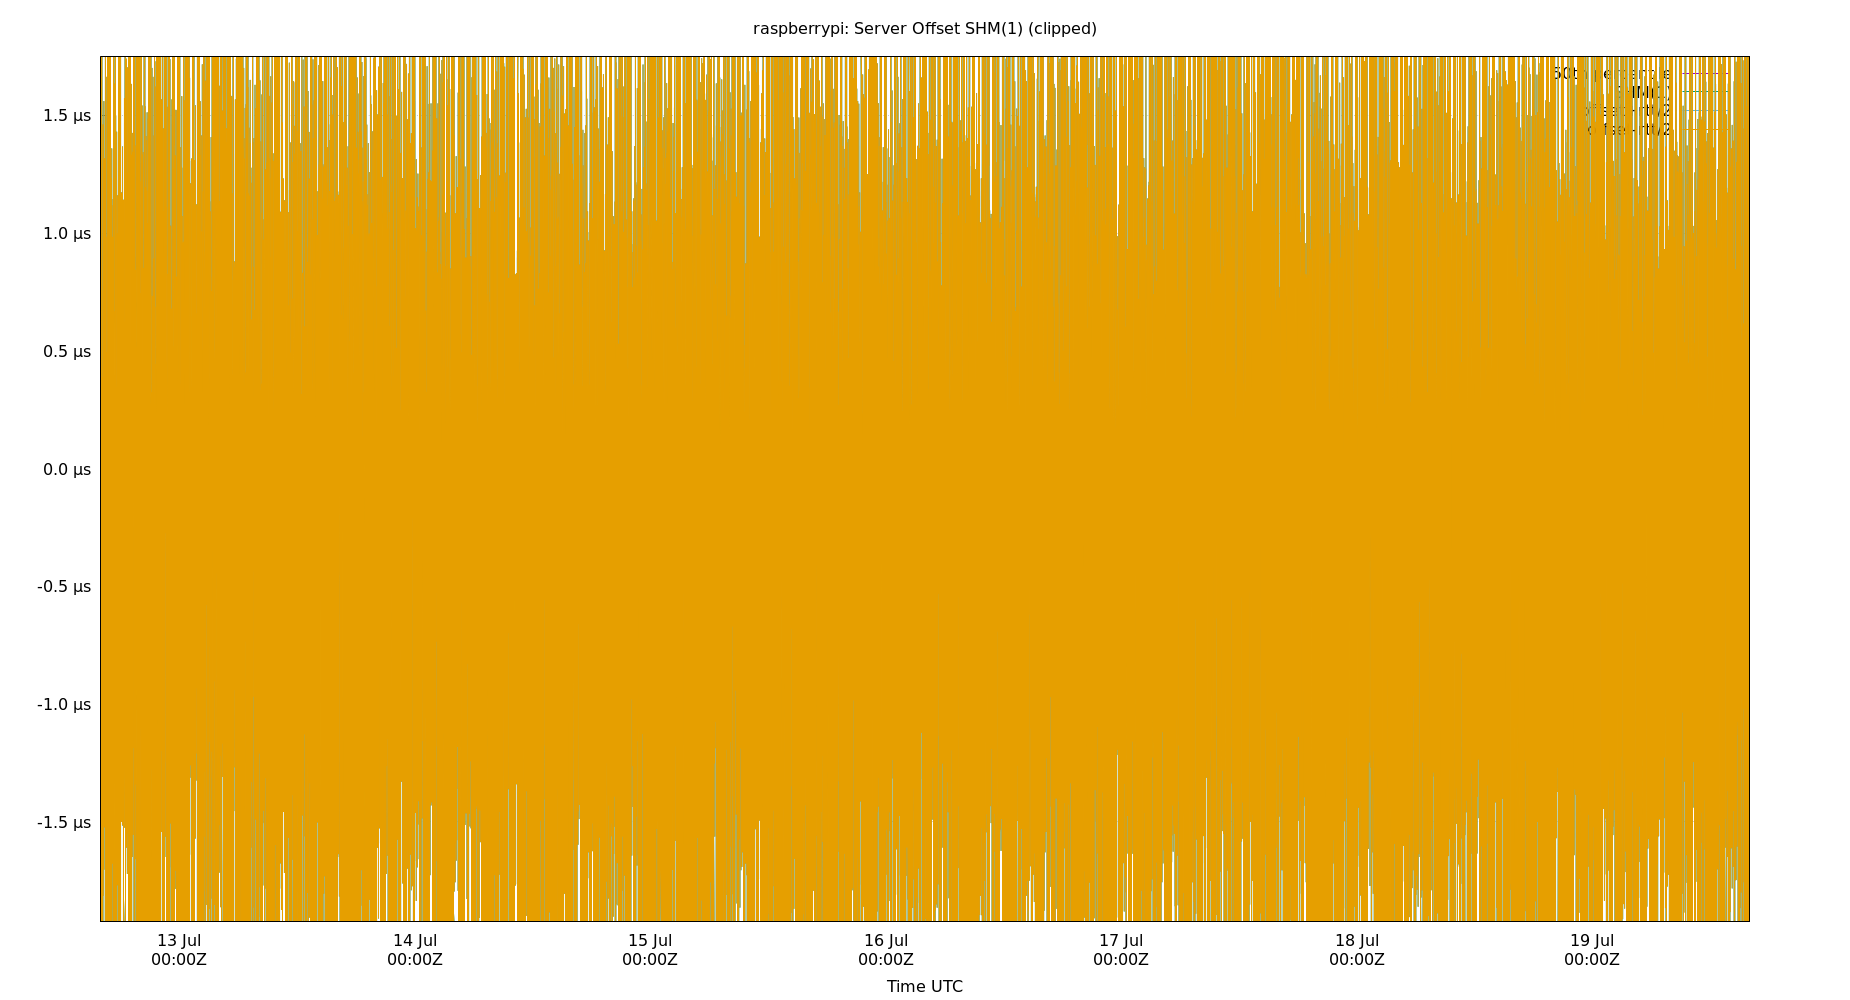 raspberrypi: Server Offset SHM(1) (clipped)
1.5 µs
1.0 µs
0.5 µs
0.0 µs
-0.5 µs
-1.0 µs
-1.5 µs
13 Jul
00:00Z
14 Jul
00:00Z
15 Jul
00:00Z
16 Jul
00:00Z
17 Jul
00:00Z
18 Jul
00:00Z
19 Jul
00:00Z
Time UTC